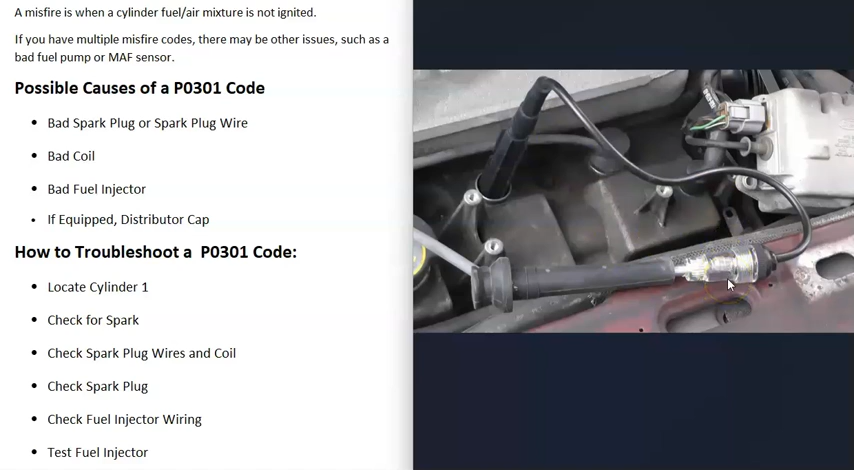 A misfire is when a cylinder fuel/air mixture is not ignited.
If you have multiple misfire codes, there may be other issues, such as a
bad fuel pump or MAF sensor.
Possible Causes of a P0301 Code
Bad Spark Plug or Spark Plug Wire
Bad Coil
Bad Fuel Injector
If Equipped, Distributor Cap
How to Troubleshoot a P0301 Code:
Locate Cylinder 1
Check for Spark
Check Spark Plug Wires and Coil
Check Spark Plug
Check Fuel Injector Wiring
Test Fuel Injector